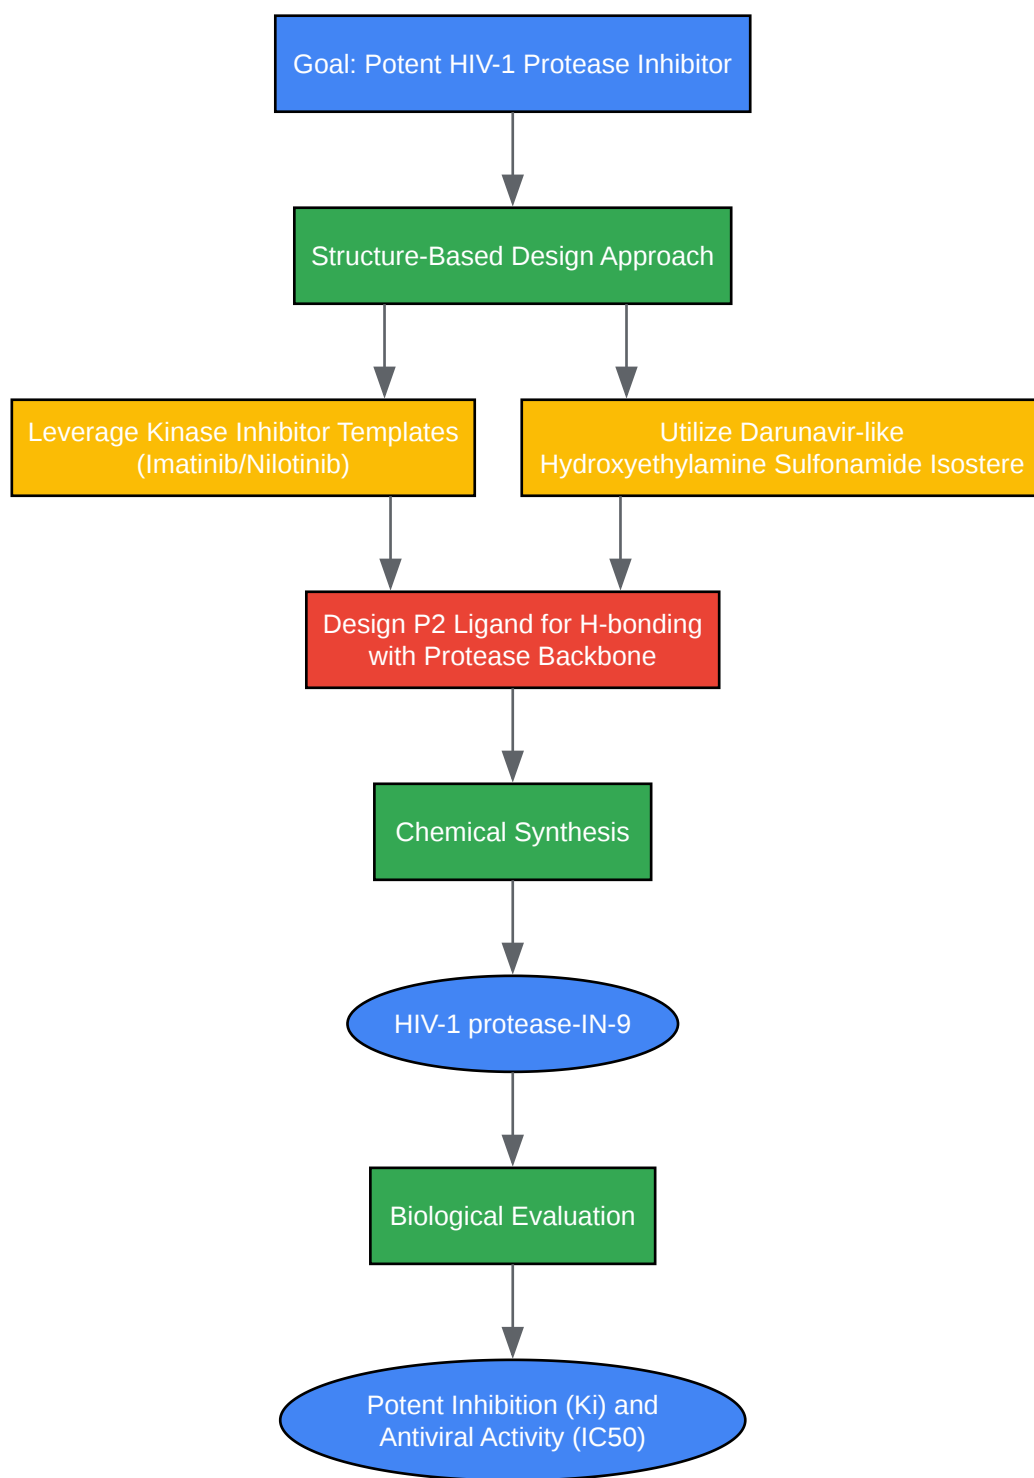 Goal: Potent HIV-1 Protease Inhibitor
Structure-Based Design Approach
Leverage Kinase Inhibitor Templates
(Imatinib/Nilotinib)
Utilize Darunavir-like
Hydroxyethylamine Sulfonamide Isostere
Design P2 Ligand for H-bonding
with Protease Backbone
Chemical Synthesis
HIV-1 protease-IN-9
Biological Evaluation
Potent Inhibition (Ki) and
Antiviral Activity (IC50)